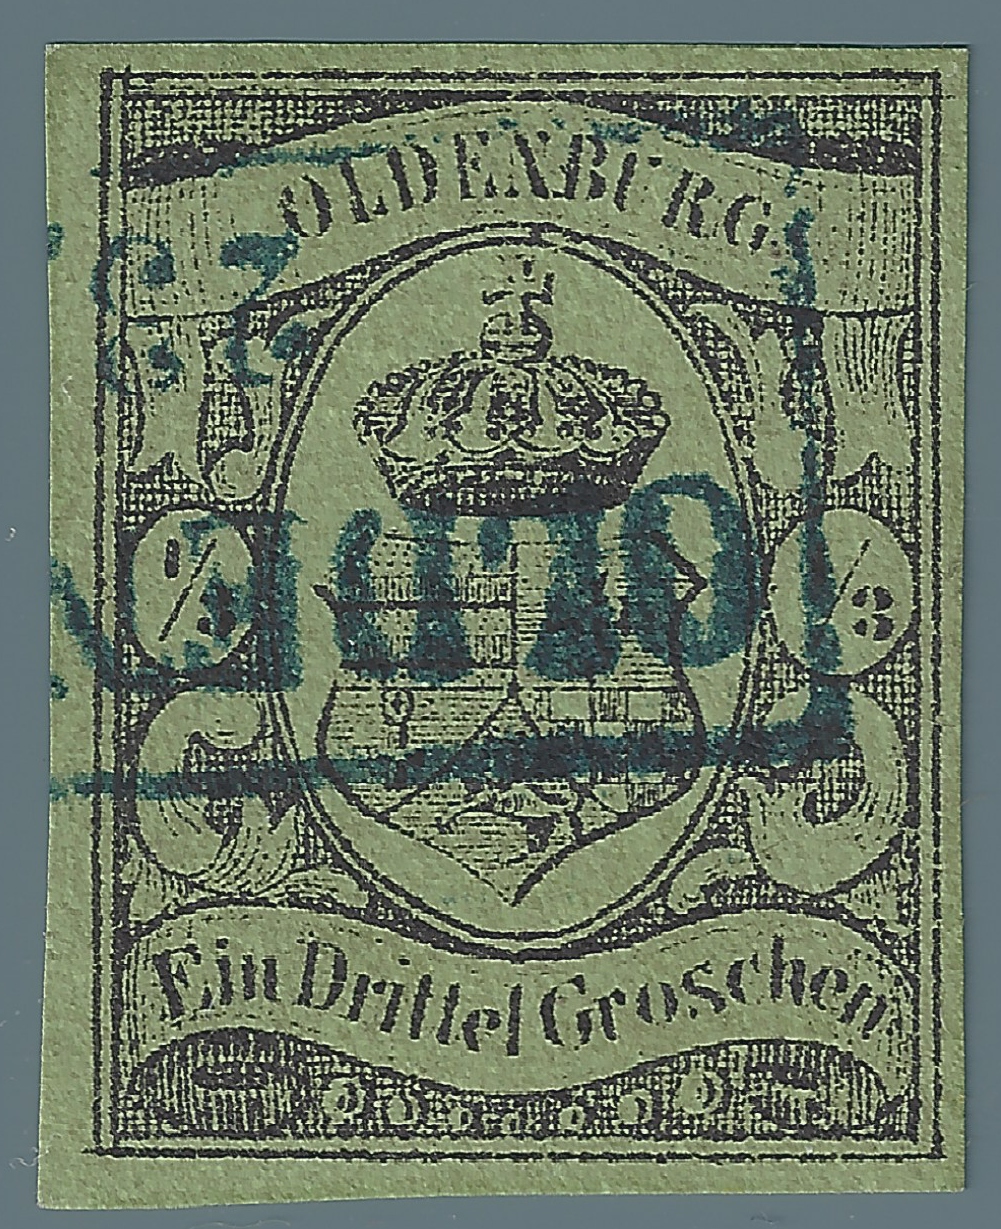 OLDENBURG.
1/3
1/3
Ein Drittel Groschen.